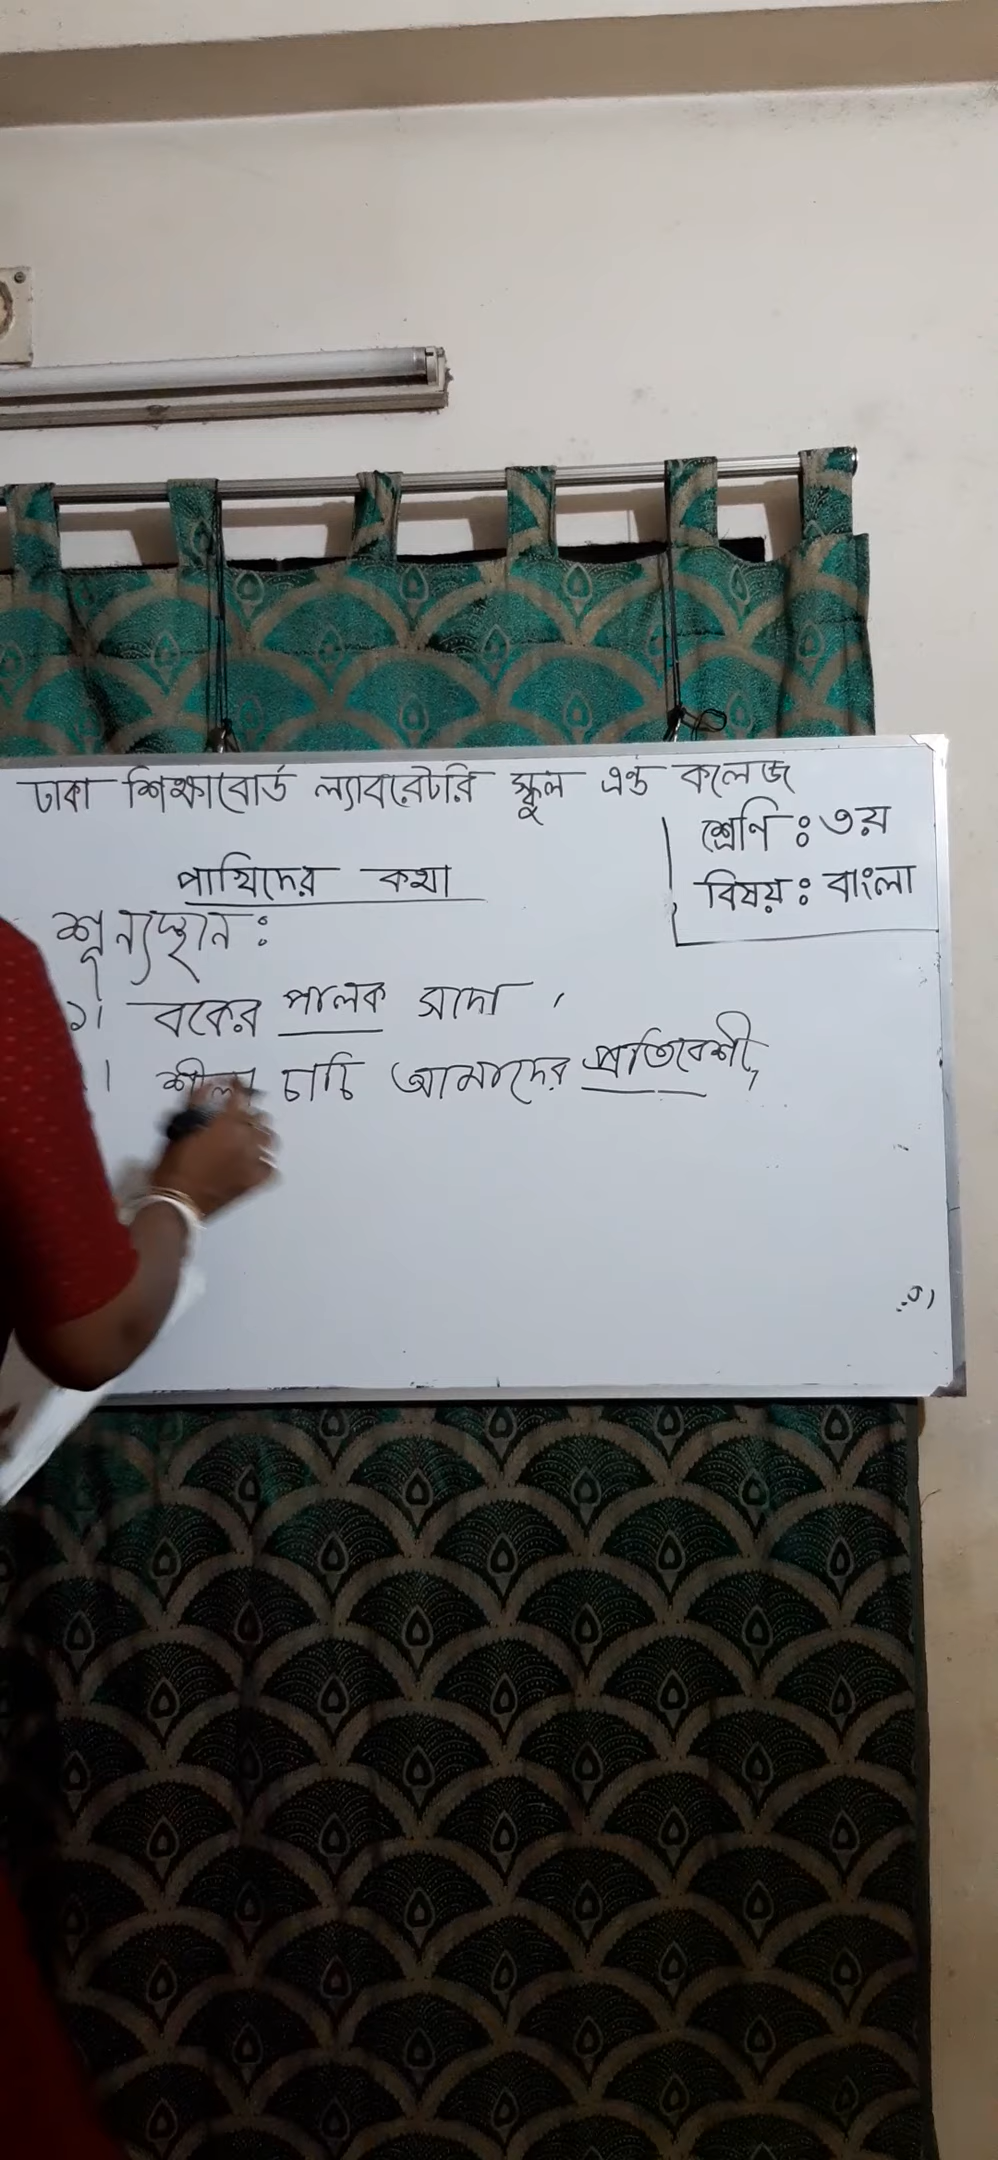 ঢাকা শিক্ষাবোর্ড ল্যাবরেটরি স্কুল এন্ড কলেজ
শ্রেণি : ৩য়
বিষয় : বাংলা
পাখিদের কথা
শূন্যস্থান :
১। বকের পালক সাদা ,
। চাচি আমাদের প্রতিবেশী,